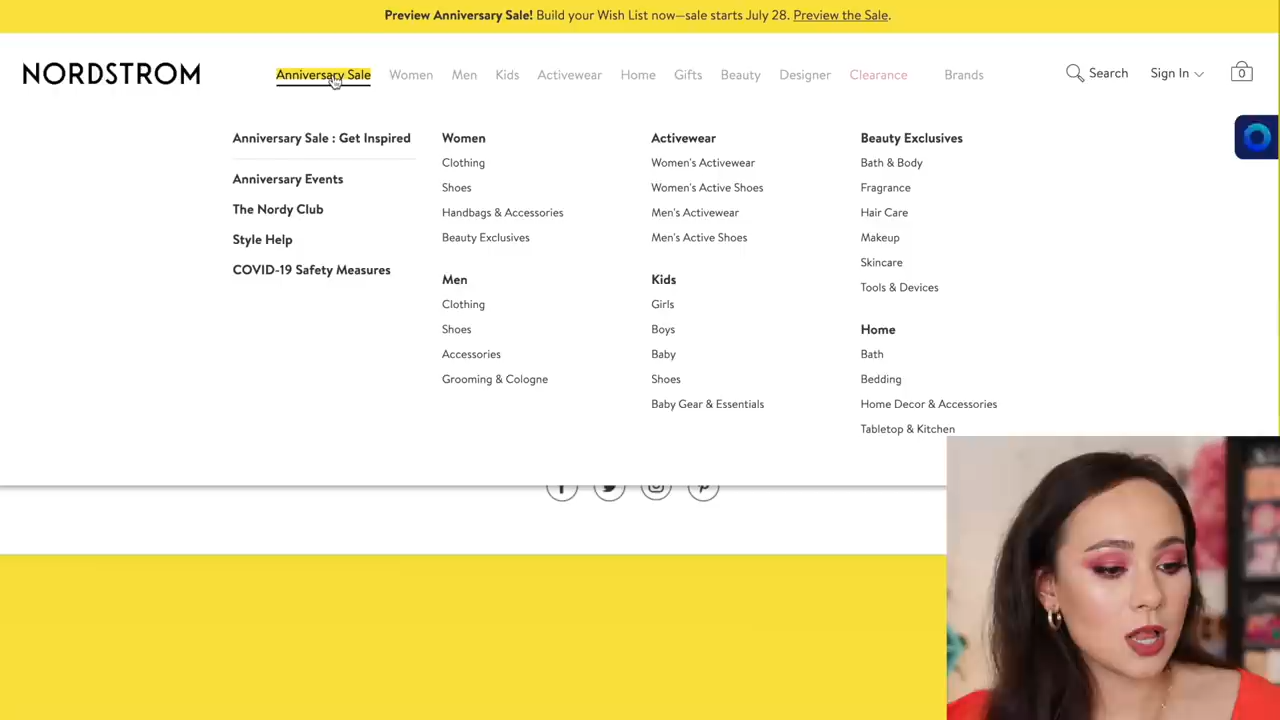 Preview Anniversary Sale! Build your Wish List now—sale starts July 28. Preview the Sale.
NORDSTROM
Anniversary Sale Women Men Kids Activewear Home Gifts Beauty Designer Clearance Brands
Search Sign In 0
Anniversary Sale : Get Inspired
Anniversary Events
The Nordy Club
Style Help
COVID-19 Safety Measures
Women
Clothing
Shoes
Handbags & Accessories
Beauty Exclusives
Men
Clothing
Shoes
Accessories
Grooming & Cologne
Activewear
Women's Activewear
Women's Active Shoes
Men's Activewear
Men's Active Shoes
Kids
Girls
Boys
Baby
Shoes
Baby Gear & Essentials
Beauty Exclusives
Bath & Body
Fragrance
Hair Care
Makeup
Skincare
Tools & Devices
Home
Bath
Bedding
Home Decor & Accessories
Tabletop & Kitchen